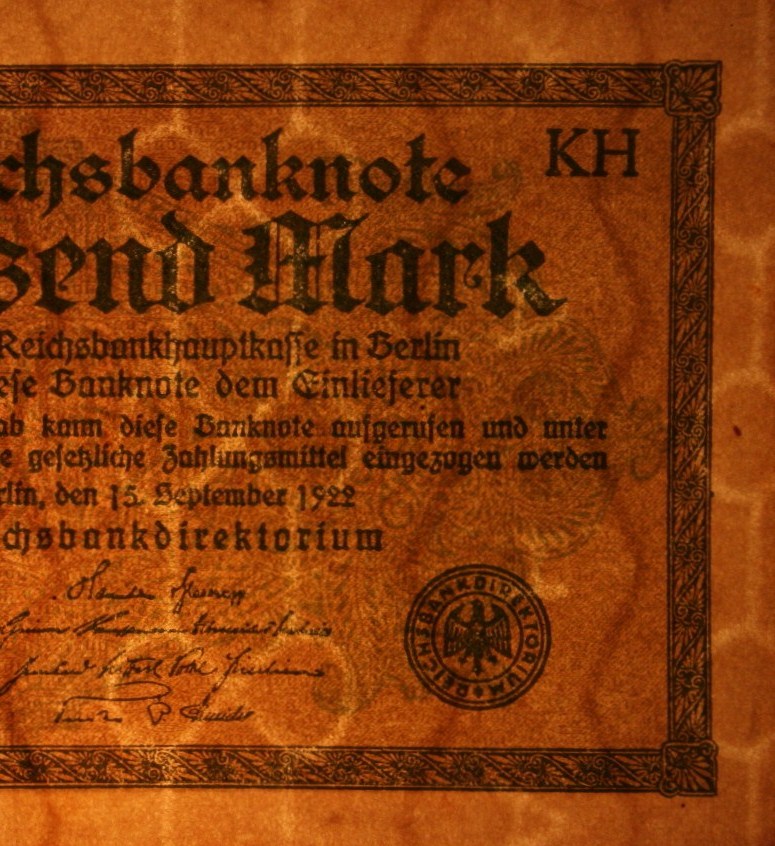 KH
chsbanknote
send Mark
Reichsbankhauptkasse in Berlin
ese Banknote dem Einlieferer
ab kann diese Banknote aufgerufen und unter
e gesetzliche Zahlungsmittel eingezogen werden
rlin, den 15. September 1922
chsbankdirektorium
REICHSBANKDIREKTORIUM